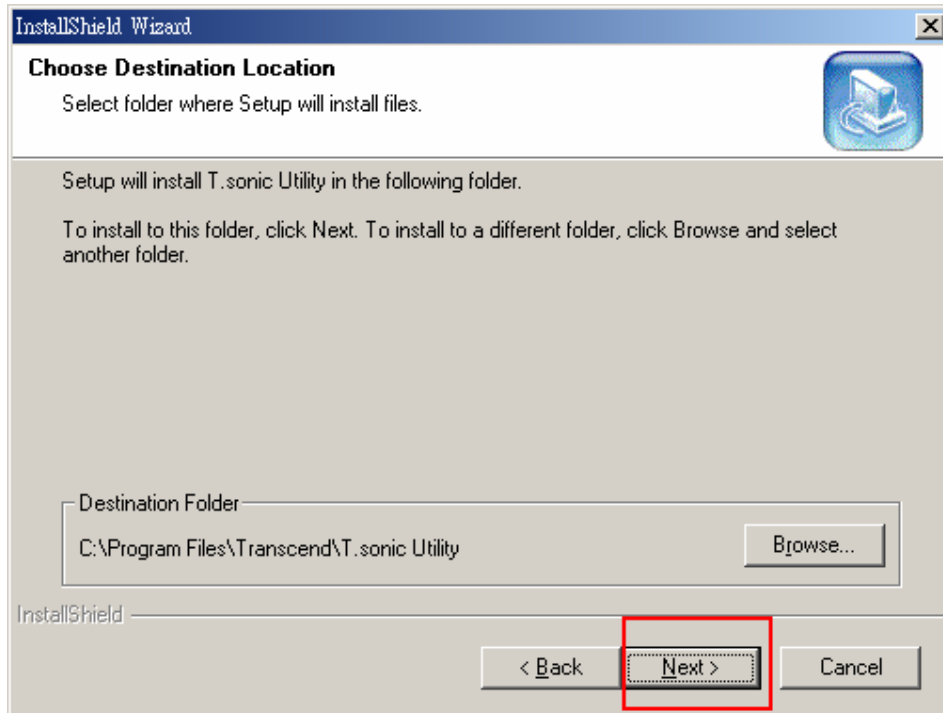 InstallShield Wizard
Choose Destination Location
Select folder where Setup will install files.
Setup will install T.sonic Utility in the following folder.
To install to this folder, click Next. To install to a different folder, click Browse and select
another folder.
Destination Folder
C:\Program Files\Transcend\T.sonic Utility
Browse...
InstallShield
< Back
Next >
Cancel